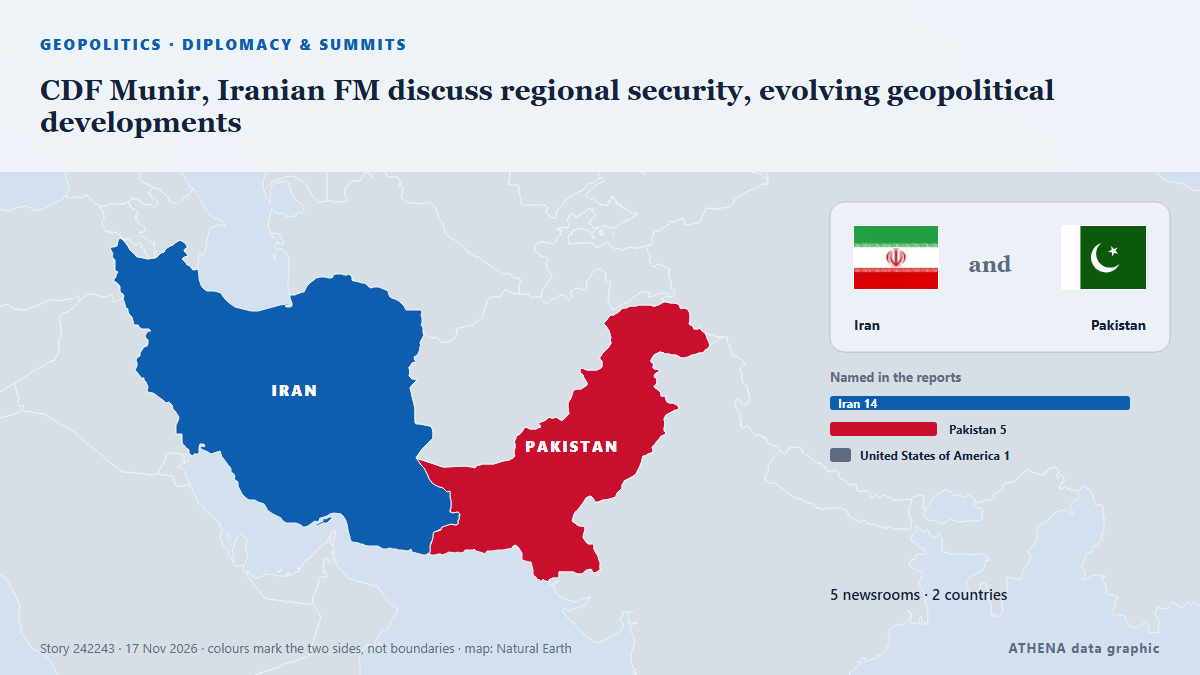 GEOPOLITICS · DIPLOMACY & SUMMITS
CDF Munir, Iranian FM discuss regional security, evolving geopolitical
developments
and
Iran
Pakistan
Named in the reports
Iran 14
Pakistan 5
United States of America 1
IRAN
PAKISTAN
5 newsrooms · 2 countries
Story 242243 · 17 Nov 2026 · colours mark the two sides, not boundaries · map: Natural Earth
ATHENA data graphic